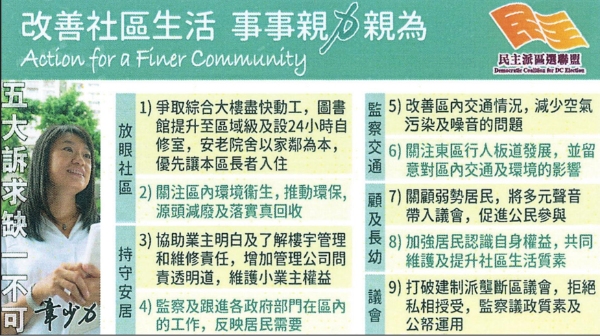 改善社區生活 事事親力親為
Action for a Finer Community
民主派區選聯盟
Democratic Coalition for DC Election
五大訴求缺一不可
韋少力
放眼社區
1) 爭取綜合大樓盡快動工，圖書
館提升至區域級及設24小時自
修室，安老院舍以家鄰為本，
優先讓本區長者入住
2) 關注區內環境衞生，推動環保，
源頭減廢及落實真回收
持守安居
3) 協助業主明白及了解樓宇管理
和維修責任，增加管理公司問
責透明道，維護小業主權益
4) 監察及跟進各政府部門在區內
的工作，反映居民需要
監察交通
5) 改善區內交通情況，減少空氣
污染及噪音的問題
6) 關注東區行人板道發展，並留
意對區內交通及環境的影響
顧及長幼
7) 關顧弱勢居民，將多元聲音
帶入議會，促進公民參與
8) 加強居民認識自身權益，共同
維護及提升社區生活質素
議會
9) 打破建制派壟斷區議會，拒絕
私相授受，監察議政質素及
公帑運用